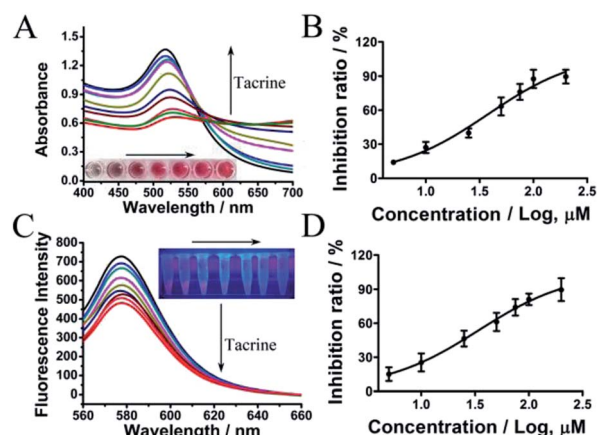 A
1.5
1.2
0.9
0.6
0.3
0.0
Absorbance
Tacrine
400 450 500 550 600 650 700
Wavelength / nm
B
120
90
60
30
0
Inhibition ratio / %
1.0 1.5 2.0 2.5
Concentration / Log, μM
C
800
700
600
500
400
300
200
100
0
Fluorescence Intensity
Tacrine
560 580 600 620 640 660
Wavelength / nm
D
120
90
60
30
0
Inhibition ratio / %
1.0 1.5 2.0 2.5
Concentration / Log, μM